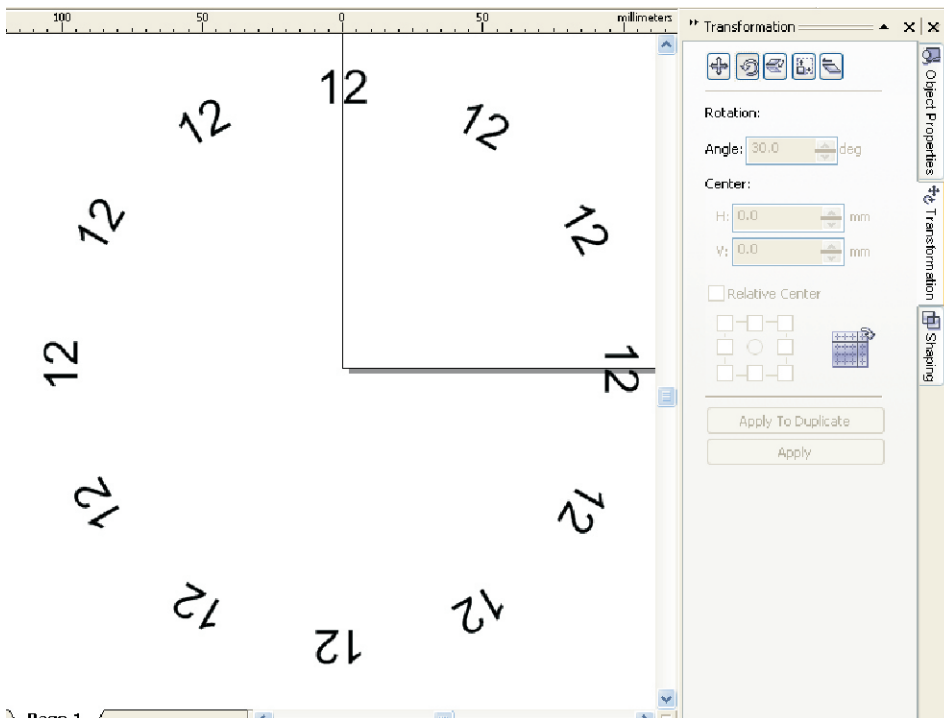 100 50 0 50 millimeters
Transformation
12
12
12
12
12
12
12
12
12
12
12
12
Rotation:
Angle: 30.0 deg
Center:
H: 0.0 mm
V: 0.0 mm
Relative Center
Apply To Duplicate
Apply
Object Properties
Transformation
Shaping
Page 1